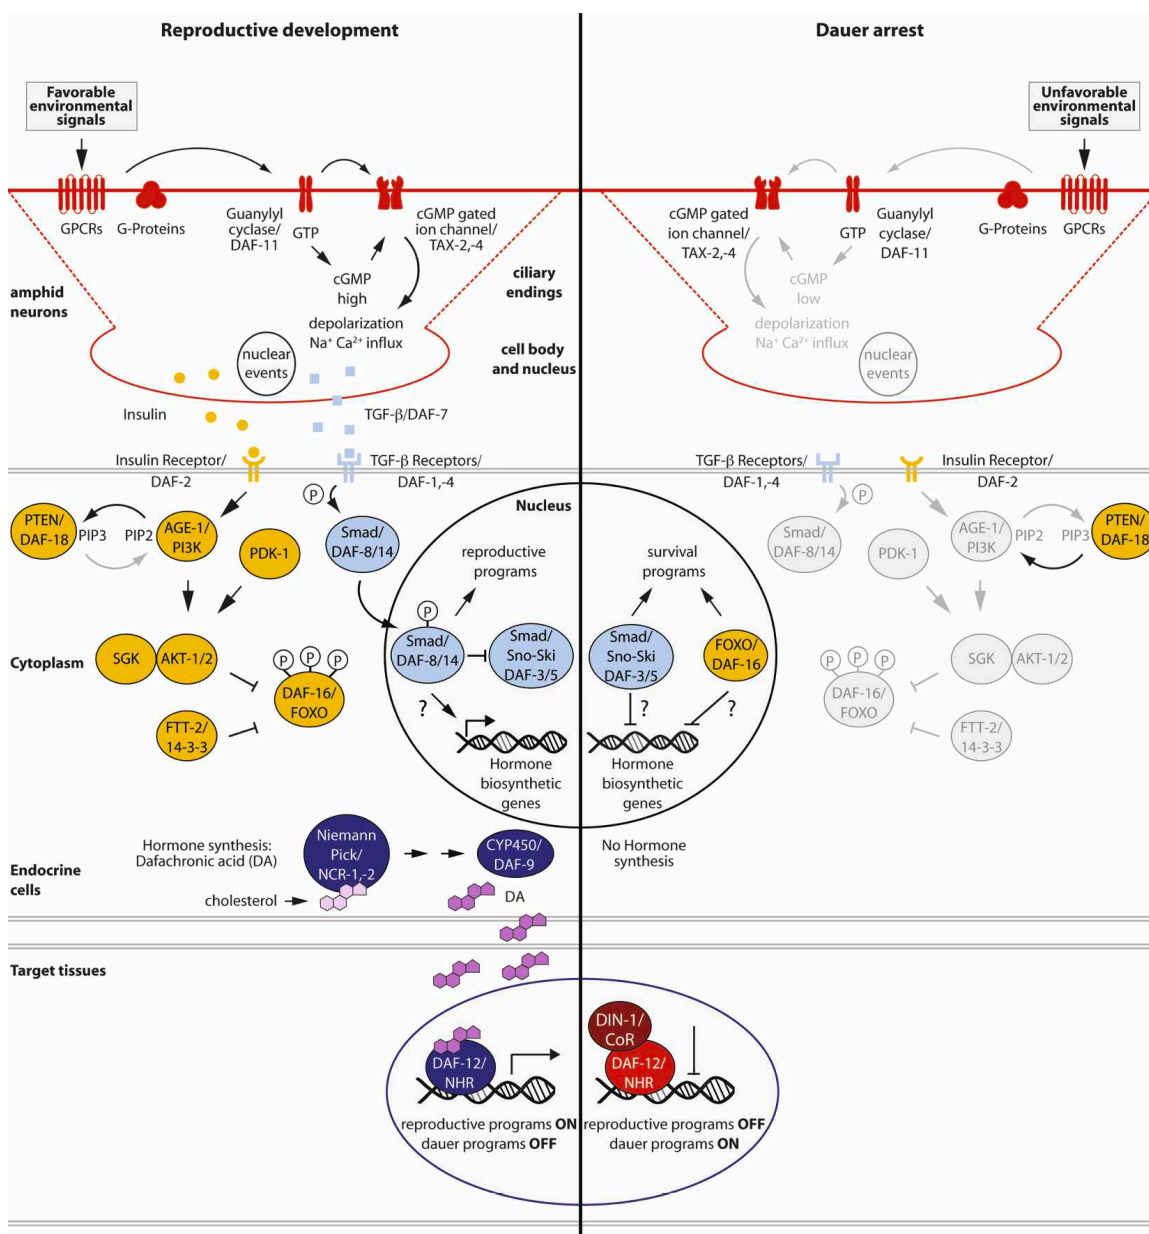 Reproductive development
Dauer arrest
Favorable
environmental
signals
Unfavorable
environmental
signals
GPCRs
G-Proteins
Guanylyl
cyclase/
DAF-11
GTP
cGMP gated
ion channel/
TAX-2,-4
cGMP
high
depolarization
Na⁺ Ca²⁺ influx
amphid
neurons
ciliary
endings
cell body
and nucleus
nuclear
events
cGMP gated
ion channel/
TAX-2,-4
GTP
Guanylyl
cyclase/
DAF-11
G-Proteins
GPCRs
cGMP
low
depolarization
Na⁺ Ca²⁺ influx
nuclear
events
Insulin
TGF-β/DAF-7
Insulin Receptor/
DAF-2
TGF-β Receptors/
DAF-1,-4
TGF-β Receptors/
DAF-1,-4
Insulin Receptor/
DAF-2
PTEN/
DAF-18
PIP3
PIP2
AGE-1/
PI3K
PDK-1
P
Smad/
DAF-8/14
Nucleus
reproductive
programs
survival
programs
P
Smad/
DAF-8/14
PDK-1
AGE-1/
PI3K
PIP2
PIP3
PTEN/
DAF-18
Cytoplasm
SGK
AKT-1/2
P
P
P
DAF-16/
FOXO
FTT-2/
14-3-3
P
Smad/
DAF-8/14
Smad/
Sno-Ski
DAF-3/5
?
Hormone
biosynthetic
genes
Smad/
Sno-Ski
DAF-3/5
FOXO/
DAF-16
?
?
Hormone
biosynthetic
genes
P
P
P
DAF-16/
FOXO
SGK
AKT-1/2
FTT-2/
14-3-3
Endocrine
cells
Hormone synthesis:
Dafachronic acid (DA)
Niemann
Pick/
NCR-1,-2
CYP450/
DAF-9
cholesterol
DA
No Hormone
synthesis
Target tissues
DAF-12/
NHR
reproductive programs ON
dauer programs OFF
DIN-1/
CoR
DAF-12/
NHR
reproductive programs OFF
dauer programs ON